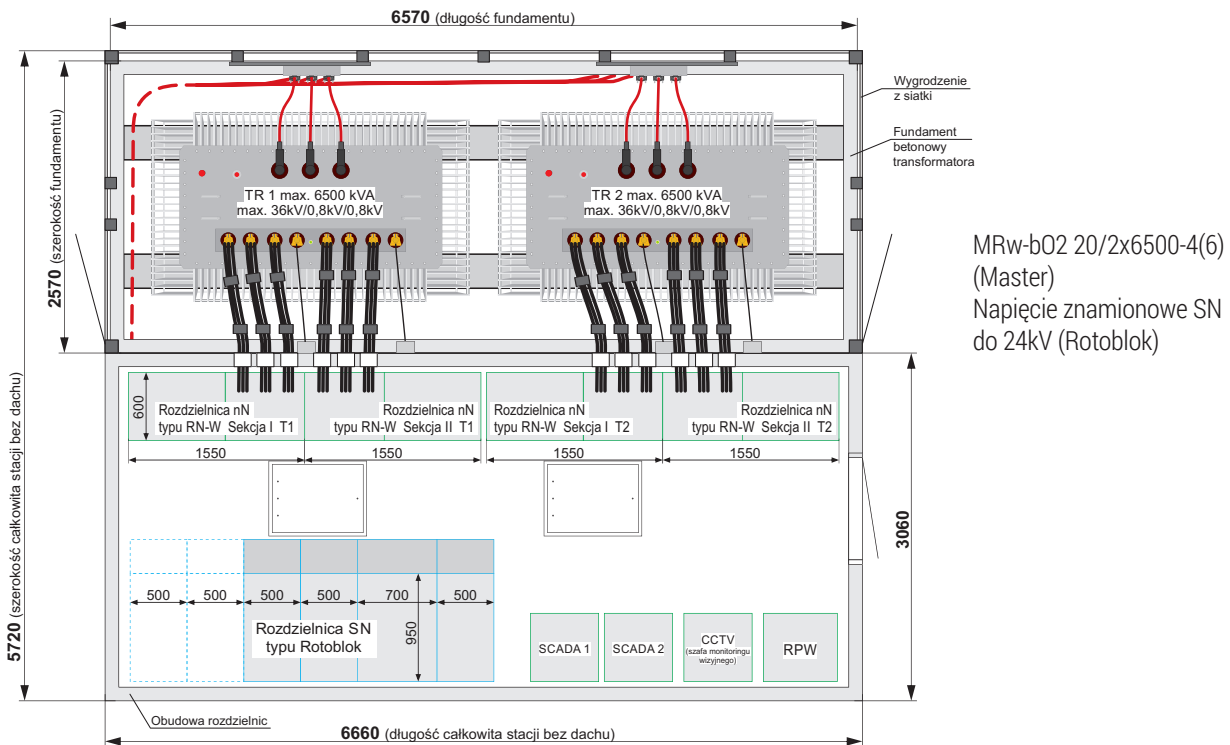 6570 (długość fundamentu)
Wygrodzenie
z siatki
Fundament
betonowy
transformatora
2570 (szerokość fundamentu)
TR 1 max. 6500 kVA
max. 36kV/0,8kV/0,8kV
TR 2 max. 6500 kVA
max. 36kV/0,8kV/0,8kV
MRw-bO2 20/2x6500-4(6)
(Master)
Napięcie znamionowe SN
do 24kV (Rotoblok)
5720 (szerokość całkowita stacji bez dachu)
600
Rozdzielnica nN
typu RN-W Sekcja I T1
Rozdzielnica nN
typu RN-W Sekcja II T1
Rozdzielnica nN
typu RN-W Sekcja I T2
Rozdzielnica nN
typu RN-W Sekcja II T2
1550
1550
1550
1550
3060
500
500
500
500
700
500
950
Rozdzielnica SN
typu Rotoblok
SCADA 1
SCADA 2
CCTV
(szafa monitoringu
wizyjnego)
RPW
Obudowa rozdzielnic
6660 (długość całkowita stacji bez dachu)